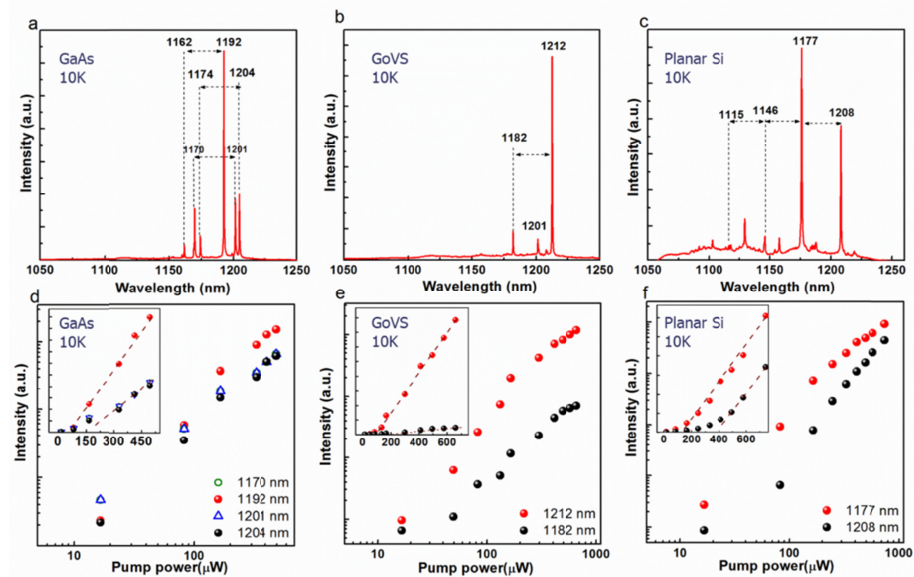 a
1162
1192
GaAs
10K
1174
1204
1170
1201
Intensity (a.u.)
1050
1100
1150
1200
1250
Wavelength (nm)
b
1212
GoVS
10K
1182
1201
Intensity (a.u.)
1050
1100
1150
1200
1250
Wavelength (nm)
c
1177
Planar Si
10K
1115
1146
1208
Intensity (a.u.)
1050
1100
1150
1200
1250
Wavelength (nm)
d
GaAs
10K
0
150
300
450
1170 nm
1192 nm
1201 nm
1204 nm
Intensity (a.u.)
10
100
Pump power(μW)
e
GoVS
10K
0
200
400
600
1212 nm
1182 nm
Intensity (a.u.)
10
100
1000
Pump power(μW)
f
Planar Si
10K
0
200
400
600
1177 nm
1208 nm
Intensity (a.u.)
10
100
1000
Pump power(μW)